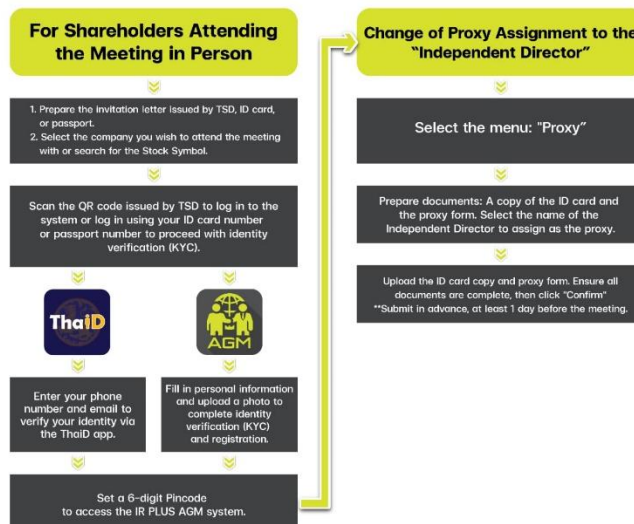 For Shareholders Attending
the Meeting in Person
1. Prepare the invitation letter issued by TSD, ID card,
or passport.
2. Select the company you wish to attend the meeting
with or search for the Stock Symbol.
Scan the QR code issued by TSD to log in to the
system or log in using your ID card number
or passport number to proceed with identity
verification (KYC).
ThaiD
Enter your phone
number and email to
verify your identity via
the ThaiD app.
AGM
Fill in personal information
and upload a photo to
complete identity
verification (KYC)
and registration.
Set a 6-digit Pincode
to access the IR PLUS AGM system.
Change of Proxy Assignment to the
"Independent Director"
Select the menu: "Proxy"
Prepare documents: A copy of the ID card and
the proxy form. Select the name of the
Independent Director to assign as the proxy.
Upload the ID card copy and proxy form. Ensure all
documents are complete, then click "Confirm"
**Submit in advance, at least 1 day before the meeting.